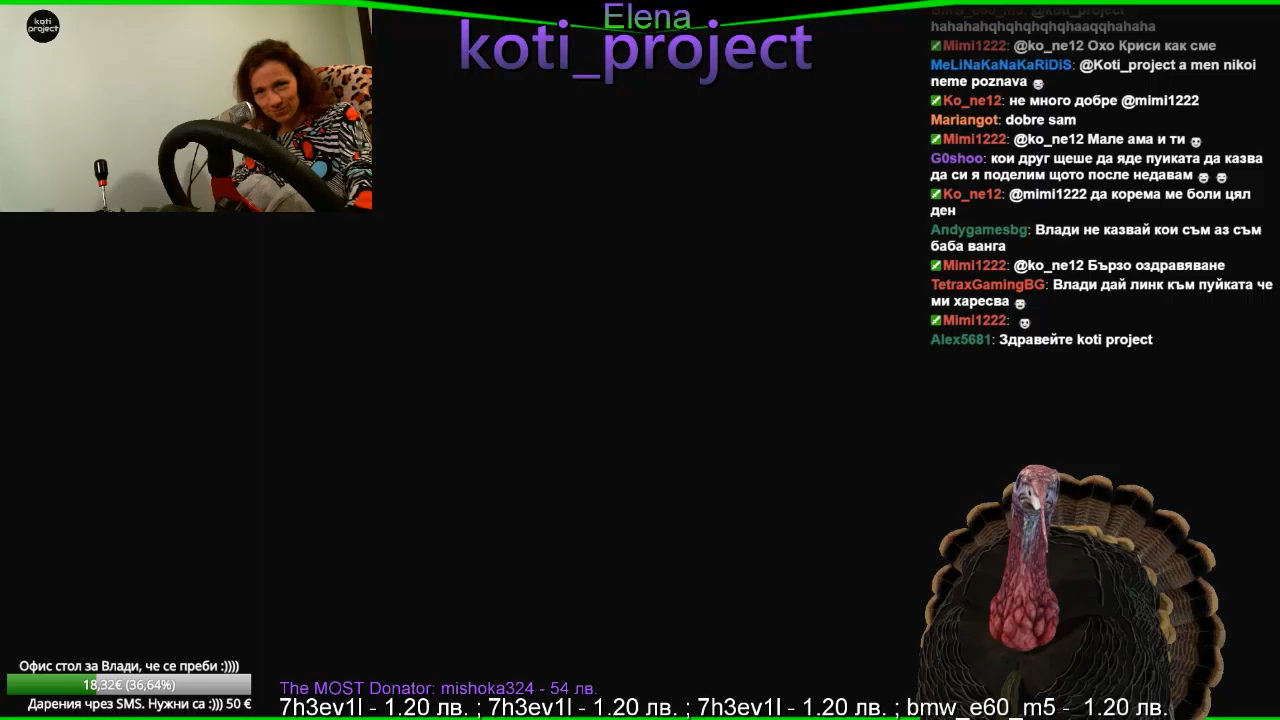 koti
project
Elena
koti_project
Bmw_e60_m5: @koti_project
hahahahqhqhqhqhqhaaqqhahaha
Mimi1222: @ko_ne12 Охо Криси как сме
MeLiNaKaNaKaRiDiS: @Koti_project a men nikoi
neme poznava
Ko_ne12: не много добре @mimi1222
Mariangot: dobre sam
Mimi1222: @ko_ne12 Мале ама и ти
G0shoo: кои друг щеше да яде пуиката да казва
да си я поделим щото после недавам
Ko_ne12: @mimi1222 да корема ме боли цял
ден
Andygamesbg: Влади не казвай кои съм аз съм
баба ванга
Mimi1222: @ko_ne12 Бързо оздравяване
TetraxGamingBG: Влади дай линк към пуйката че
ми харесва
Mimi1222:
Alex5681: Здравейте koti project
Офис стол за Влади, че се преби :))))
18,32€ (36,64%)
Дарения чрез SMS. Нужни са :))) 50 €
The MOST Donator: mishoka324 - 54 лв.
7h3ev1l - 1.20 лв. ; 7h3ev1l - 1.20 лв. ; 7h3ev1l - 1.20 лв. ; bmw_e60_m5 - 1.20 лв.